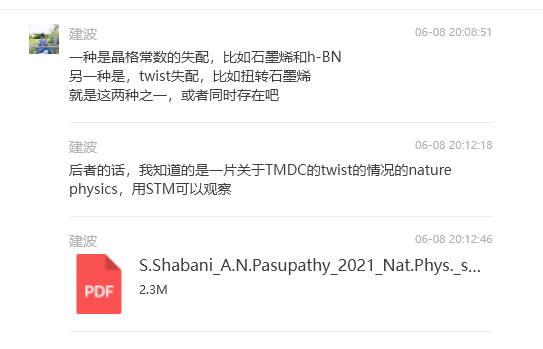 建波
06-08 20:08:51
一种是晶格常数的失配，比如石墨烯和h-BN
另一种是，twist失配，比如扭转石墨烯
就是这两种之一，或者同时存在吧
建波
06-08 20:12:18
后者的话，我知道的是一片关于TMDC的twist的情况的nature
physics，用STM可以观察
建波
06-08 20:12:46
S.Shabani_A.N.Pasupathy_2021_Nat.Phys._s...
PDF
2.3M